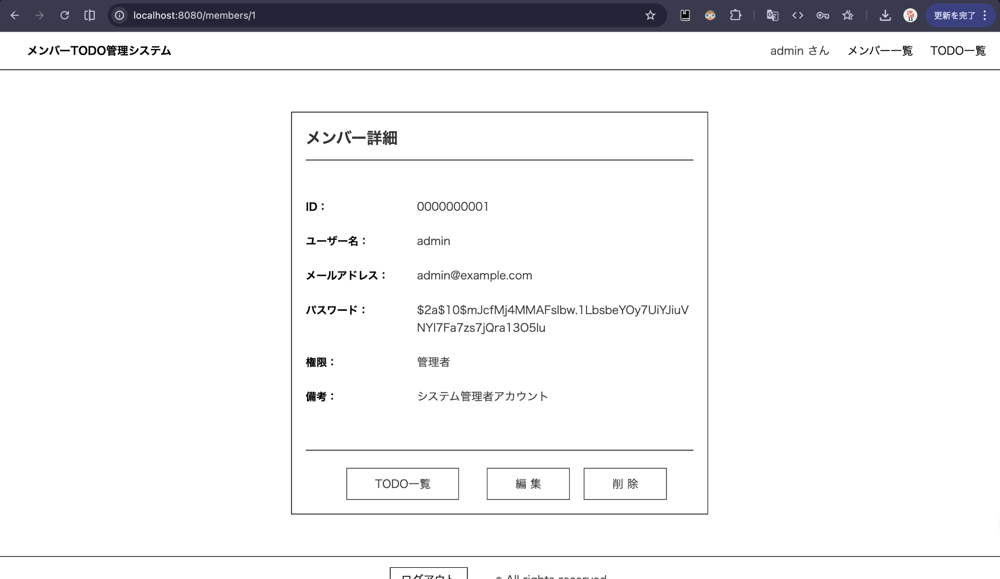 localhost:8080/members/1
更新を完了
メンバーTODO管理システム
admin さん メンバー一覧 TODO一覧
メンバー詳細
ID： 0000000001
ユーザー名： admin
メールアドレス： admin@example.com
パスワード： $2a$10$mJcfMj4MMAFslbw.1LbsbeYOy7UiYJiuV
NYl7Fa7zs7jQra13O5lu
権限： 管理者
備考： システム管理者アカウント
TODO一覧 編 集 削 除
ログアウト © All rights reserved